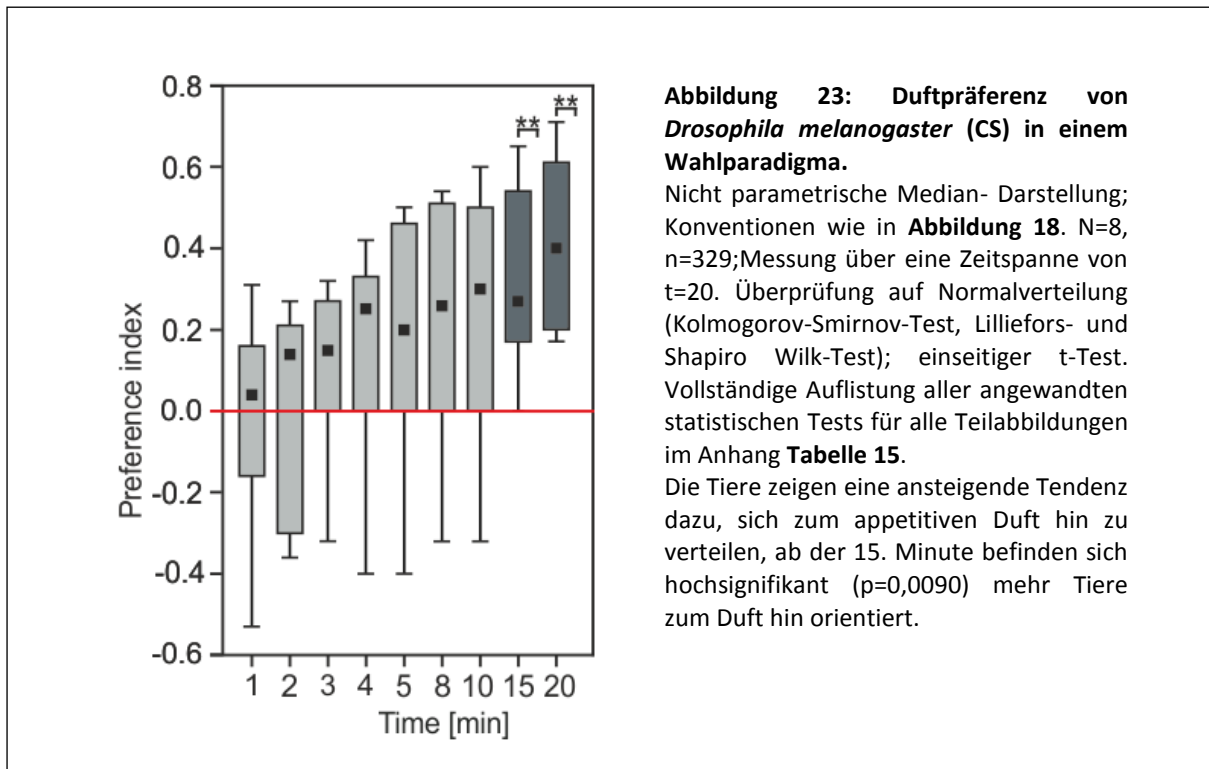 0.8
0.6
0.4
0.2
0.0
-0.2
-0.4
-0.6
Preference index
** **
1 2 3 4 5 8 10 15 20
Time [min]
Abbildung 23: Duftpräferenz von
Drosophila melanogaster (CS) in einem
Wahlparadigma.
Nicht parametrische Median- Darstellung;
Konventionen wie in Abbildung 18. N=8,
n=329;Messung über eine Zeitspanne von
t=20. Überprüfung auf Normalverteilung
(Kolmogorov-Smirnov-Test, Lilliefors- und
Shapiro Wilk-Test); einseitiger t-Test.
Vollständige Auflistung aller angewandten
statistischen Tests für alle Teilabbildungen
im Anhang Tabelle 15.
Die Tiere zeigen eine ansteigende Tendenz
dazu, sich zum appetitiven Duft hin zu
verteilen, ab der 15. Minute befinden sich
hochsignifikant (p=0,0090) mehr Tiere
zum Duft hin orientiert.